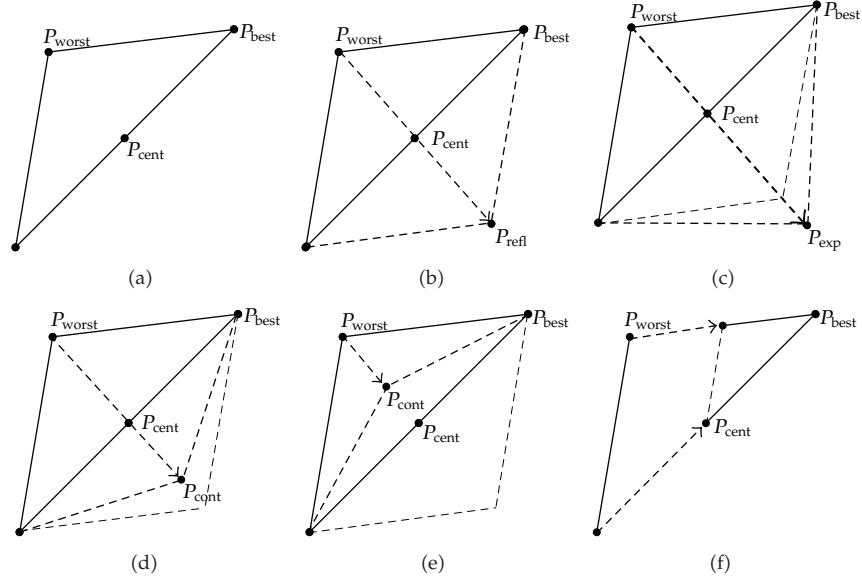 P_worst
P_best
P_cent
(a)
P_worst
P_best
P_cent
P_refl
(b)
P_worst
P_best
P_cent
P_exp
(c)
P_worst
P_best
P_cent
P_cont
(d)
P_worst
P_best
P_cont
P_cent
(e)
P_worst
P_best
P_cent
(f)